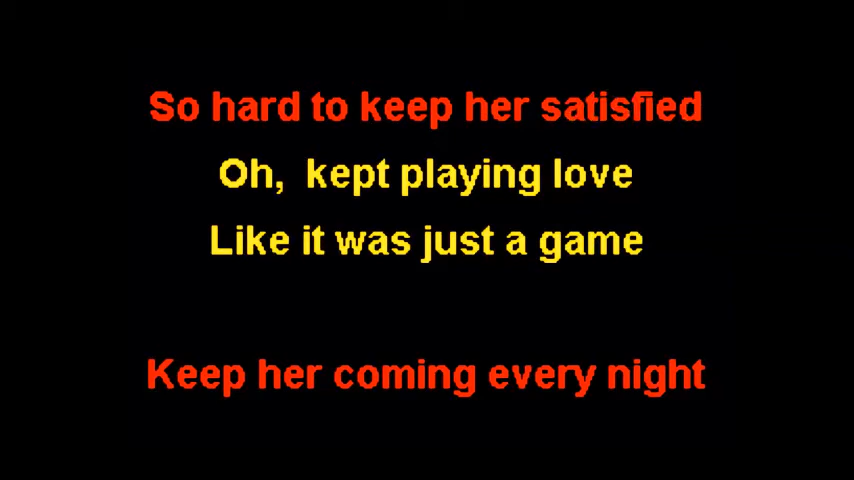 So hard to keep her satisfied
Oh,  kept playing love
Like it was just a game
Keep her coming every night